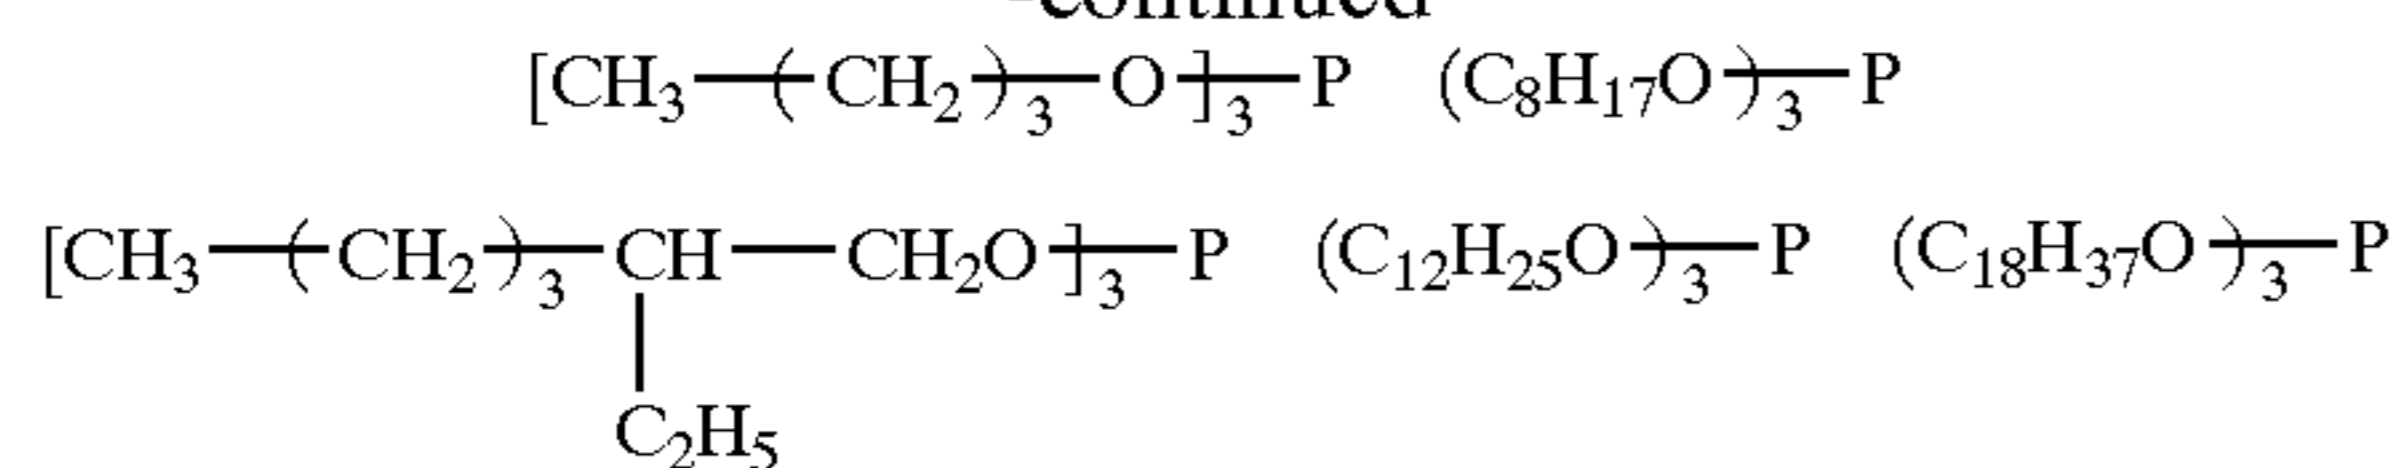 -continued
[CH₃—(CH₂)₃—O]₃—P (C₈H₁₇O)₃—P
[CH₃—(CH₂)₃—CH—CH₂O]₃—P (C₁₂H₂₅O)₃—P (C₁₈H₃₇O)₃—P
C₂H₅